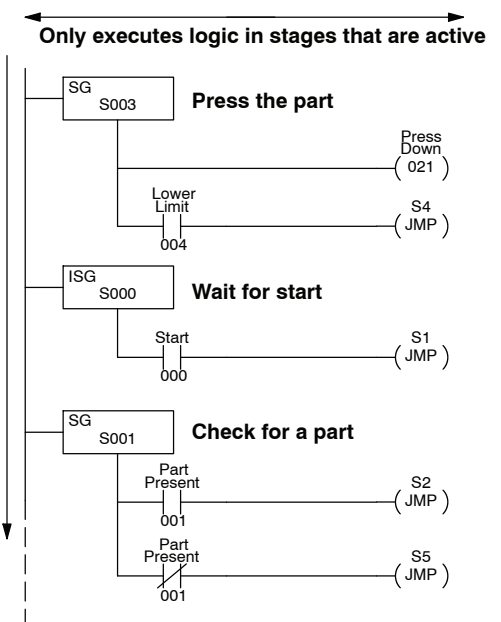 Only executes logic in stages that are active
SG
S003
Press the part
Press
Down
021
Lower
Limit
004
S4
JMP
ISG
S000
Wait for start
Start
000
S1
JMP
SG
S001
Check for a part
Part
Present
001
S2
JMP
Part
Present
001
S5
JMP